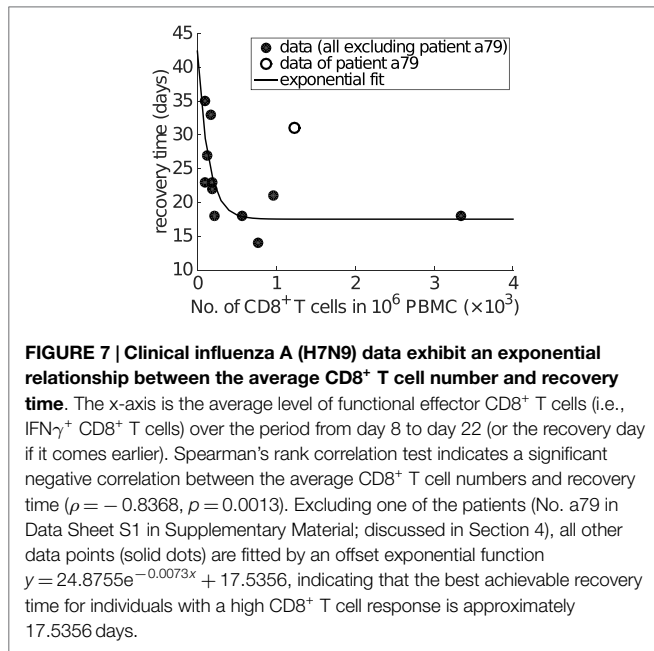 45
40
35
30
25
20
15
10
recovery time (days)
data (all excluding patient a79)
data of patient a79
exponential fit
0 1 2 3 4
No. of CD8⁺T cells in 10⁶ PBMC (×10³)
FIGURE 7 | Clinical influenza A (H7N9) data exhibit an exponential
relationship between the average CD8⁺ T cell number and recovery
time. The x-axis is the average level of functional effector CD8⁺ T cells (i.e.,
IFNγ⁺ CD8⁺ T cells) over the period from day 8 to day 22 (or the recovery day
if it comes earlier). Spearman's rank correlation test indicates a significant
negative correlation between the average CD8⁺ T cell numbers and recovery
time (ρ = − 0.8368, p = 0.0013). Excluding one of the patients (No. a79 in
Data Sheet S1 in Supplementary Material; discussed in Section 4), all other
data points (solid dots) are fitted by an offset exponential function
y = 24.8755e⁻⁰·⁰⁰⁷³ˣ + 17.5356, indicating that the best achievable recovery
time for individuals with a high CD8⁺ T cell response is approximately
17.5356 days.